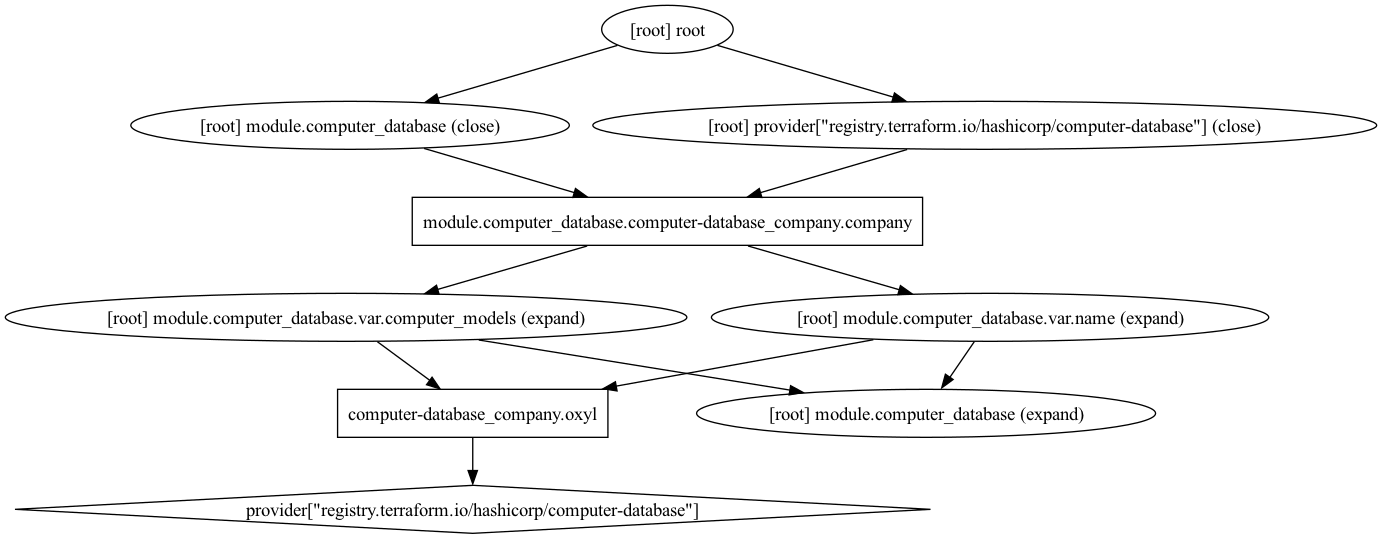 [root] root
[root] module.computer_database (close)
[root] provider["registry.terraform.io/hashicorp/computer-database"] (close)
module.computer_database.computer-database_company.company
[root] module.computer_database.var.computer_models (expand)
[root] module.computer_database.var.name (expand)
computer-database_company.oxyl
[root] module.computer_database (expand)
provider["registry.terraform.io/hashicorp/computer-database"]